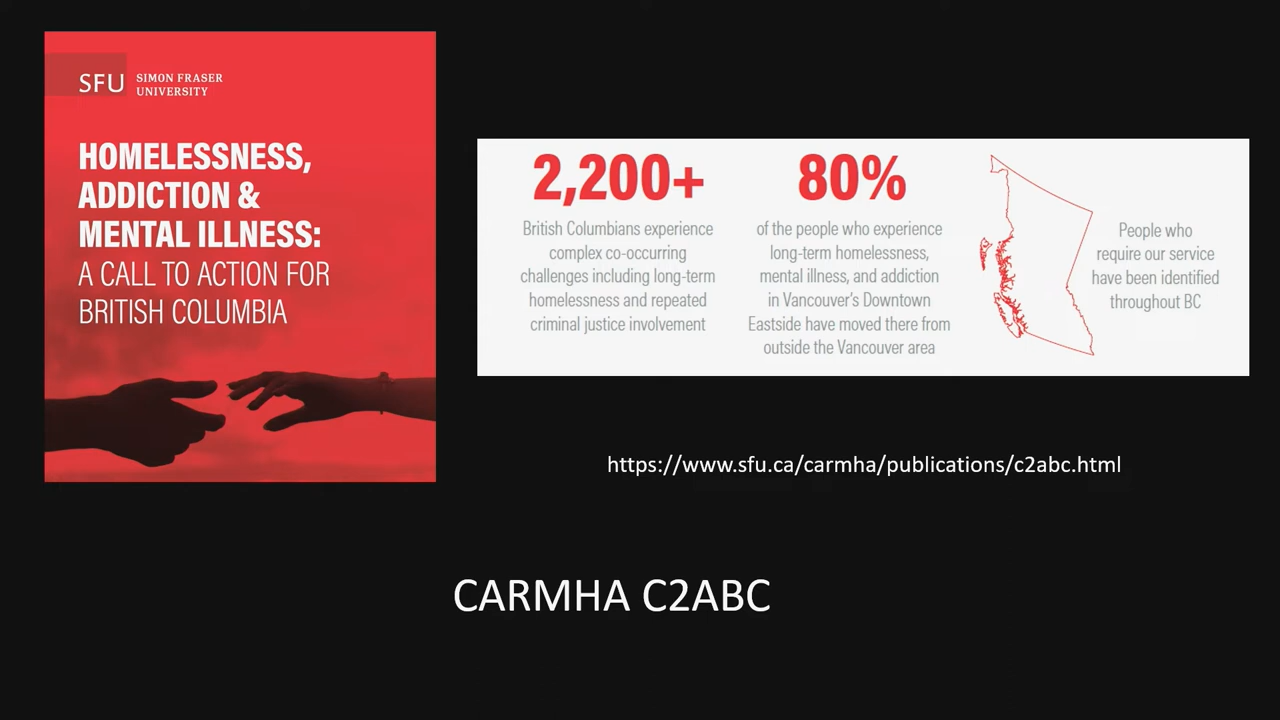 SFU SIMON FRASER
UNIVERSITY
HOMELESSNESS,
ADDICTION &
MENTAL ILLNESS:
A CALL TO ACTION FOR
BRITISH COLUMBIA
2,200+
British Columbians experience
complex co-occurring
challenges including long-term
homelessness and repeated
criminal justice involvement
80%
of the people who experience
long-term homelessness,
mental illness, and addiction
in Vancouver's Downtown
Eastside have moved there from
outside the Vancouver area
People who
require our service
have been identified
throughout BC
https://www.sfu.ca/carmha/publications/c2abc.html
CARMHA C2ABC